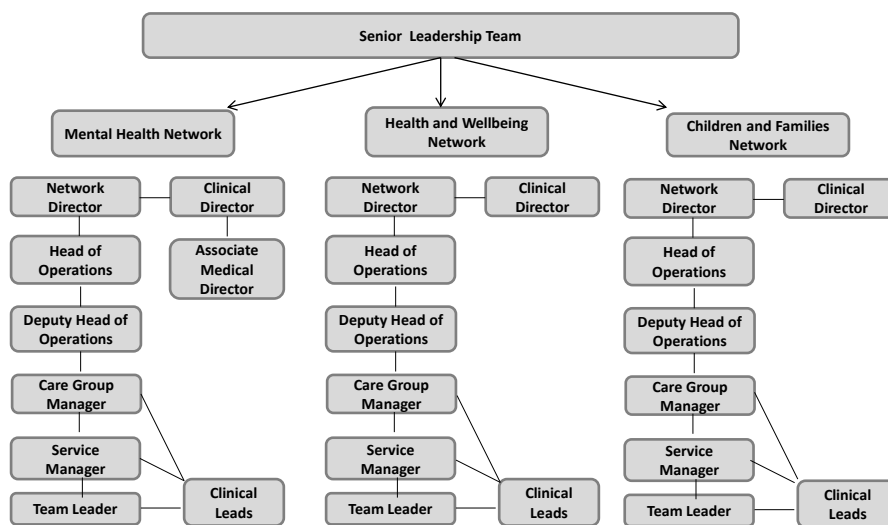 Senior Leadership Team
Mental Health Network
Health and Wellbeing
Network
Children and Families
Network
Network
Director
Clinical
Director
Head of
Operations
Associate
Medical
Director
Deputy Head of
Operations
Care Group
Manager
Service
Manager
Team Leader
Clinical
Leads
Network
Director
Clinical
Director
Head of
Operations
Deputy Head of
Operations
Care Group
Manager
Service
Manager
Team Leader
Clinical
Leads
Network
Director
Clinical
Director
Head of
Operations
Deputy Head of
Operations
Care Group
Manager
Service
Manager
Team Leader
Clinical
Leads